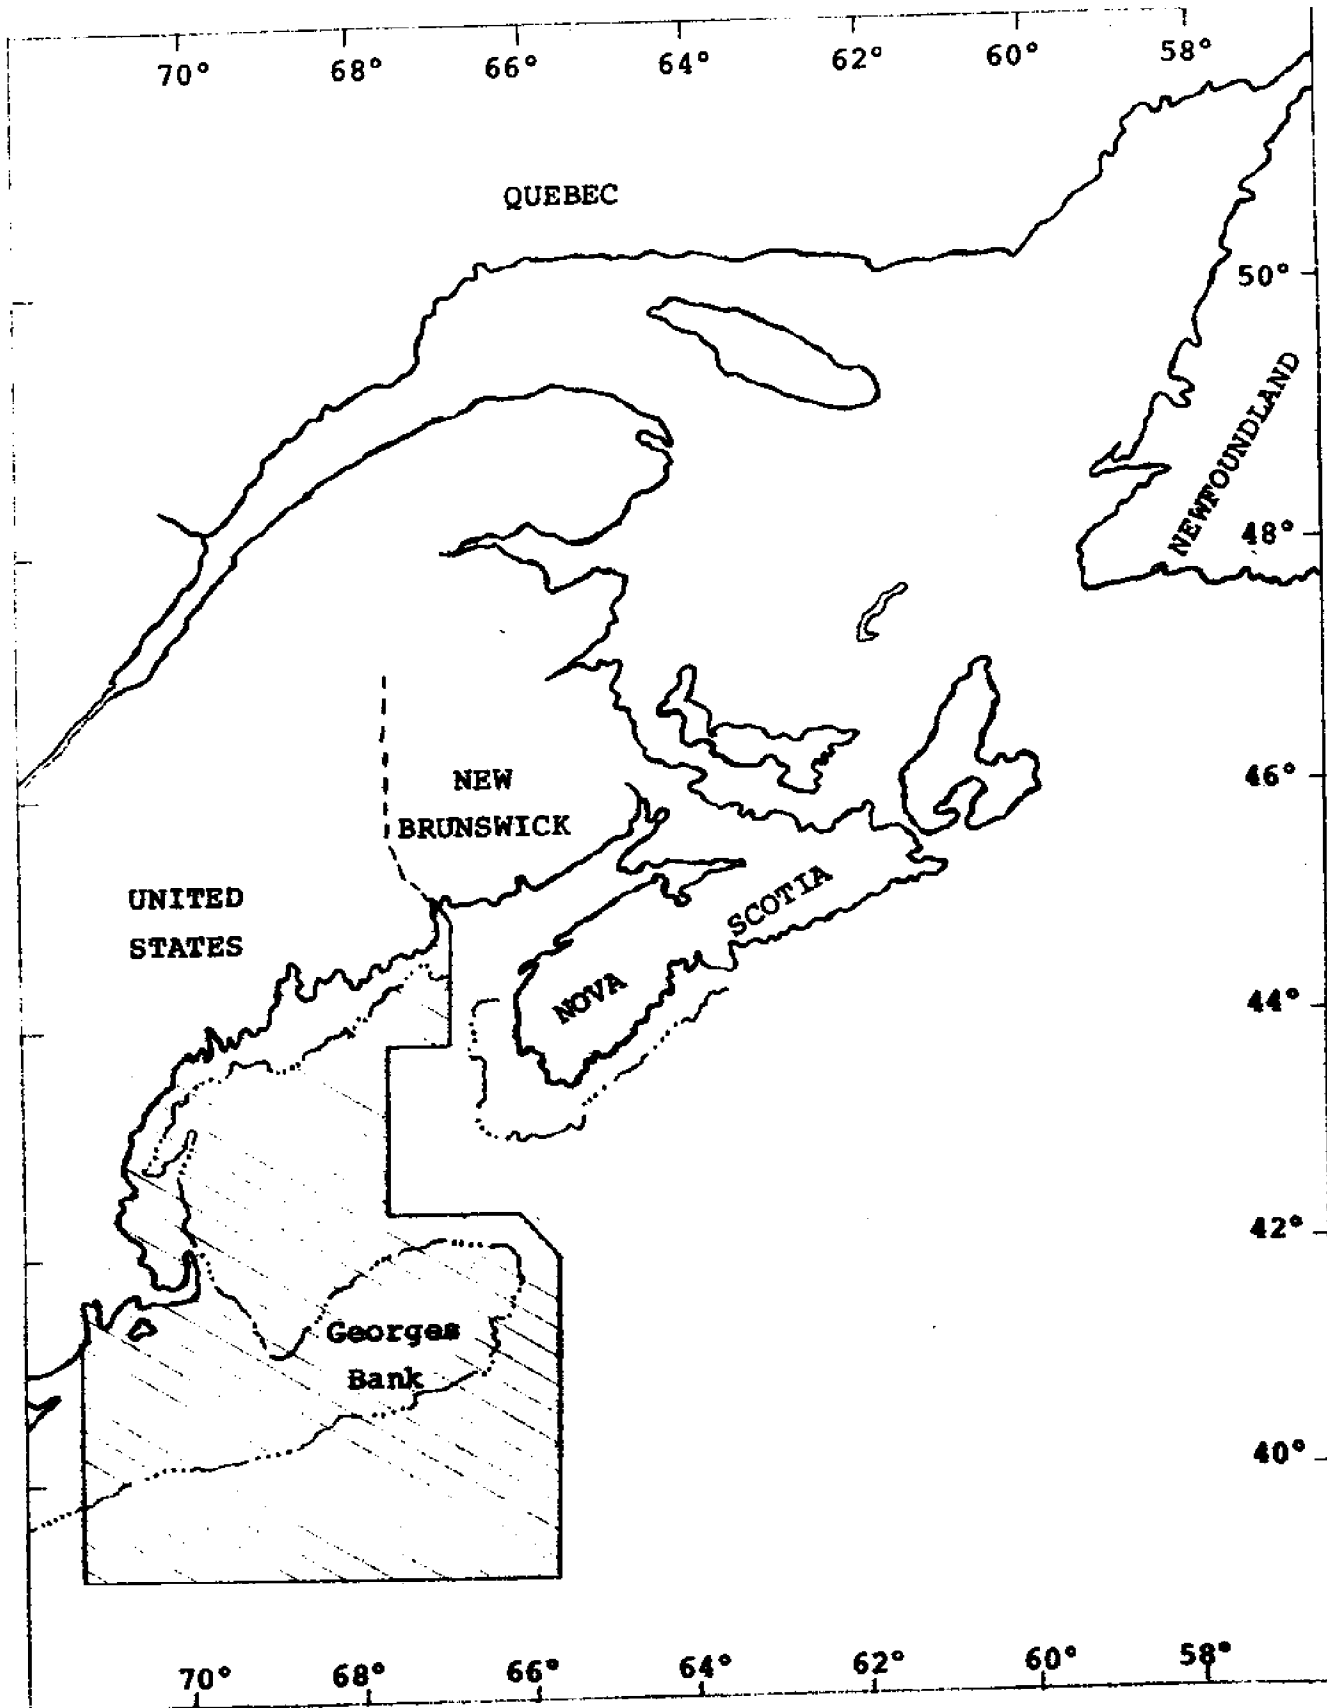 70° 68° 66° 64° 62° 60° 58°
QUEBEC
50°
NEWFOUNDLAND
48°
46°
NEW
BRUNSWICK
UNITED
STATES
NOVA SCOTIA
44°
42°
Georges
Bank
40°
70° 68° 66° 64° 62° 60° 58°